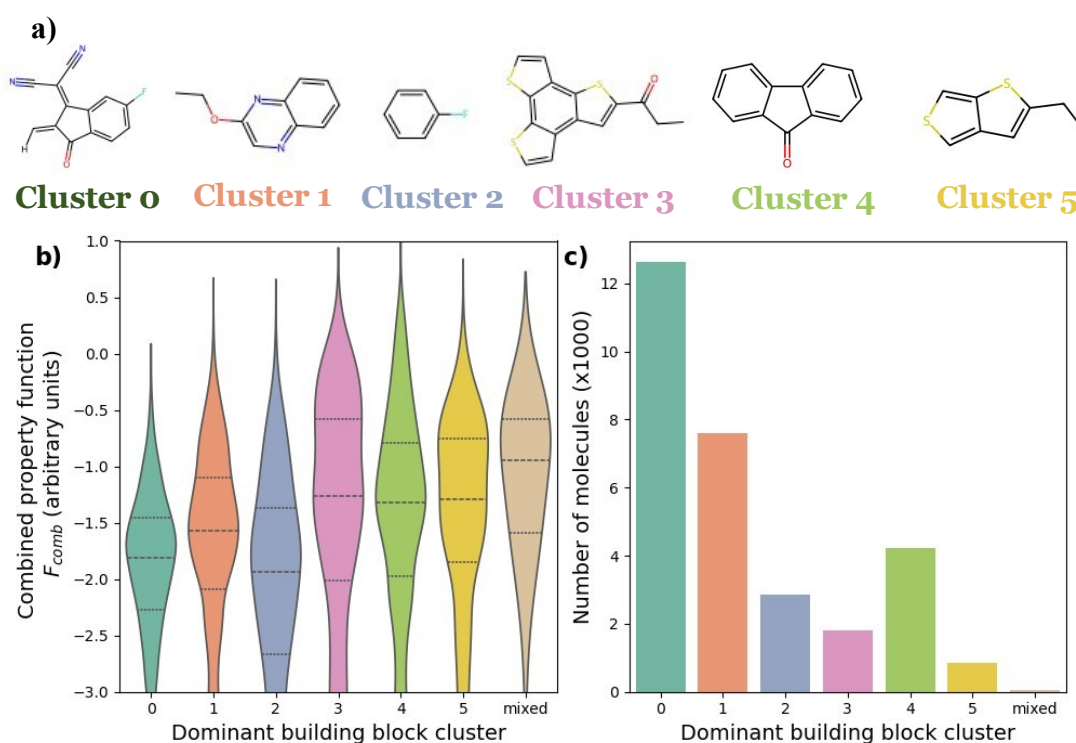 a)
N
N
F
H
O
N
O
N
F
S
S
S
O
O
S
S
Cluster 0 Cluster 1 Cluster 2 Cluster 3 Cluster 4 Cluster 5
b)
Combined property function
F_comb (arbitrary units)
1.0
0.5
0.0
−0.5
−1.0
−1.5
−2.0
−2.5
−3.0
0 1 2 3 4 5 mixed
Dominant building block cluster
c)
Number of molecules (x1000)
12
10
8
6
4
2
0
0 1 2 3 4 5 mixed
Dominant building block cluster